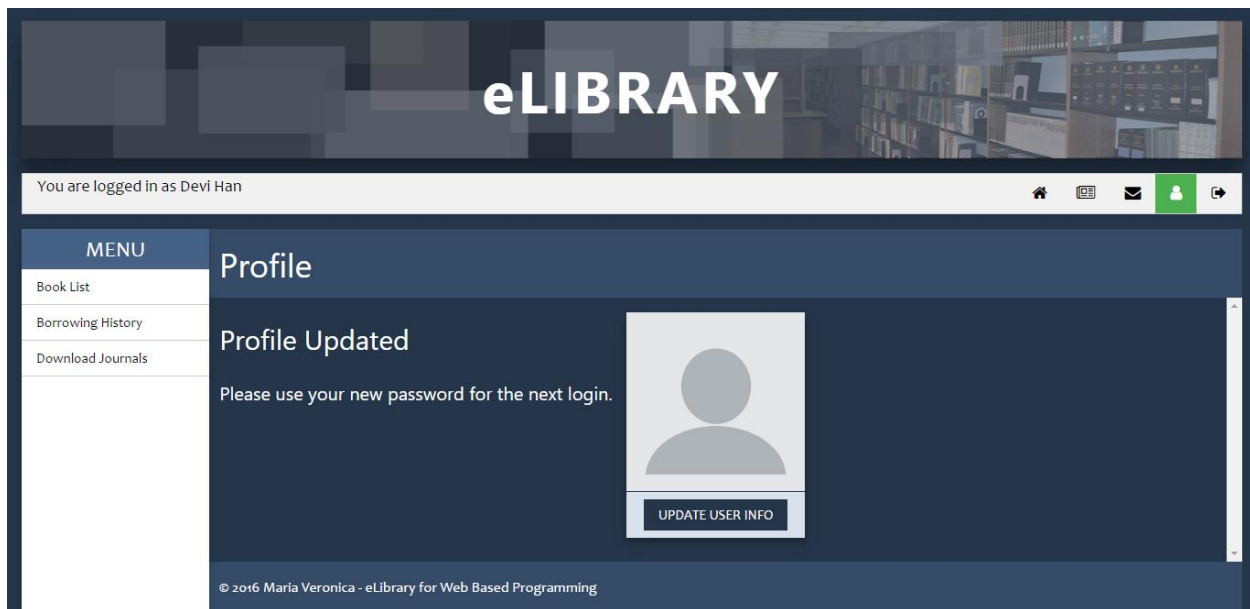 eLIBRARY
You are logged in as Devi Han
MENU
Book List
Borrowing History
Download Journals
Profile
Profile Updated
Please use your new password for the next login.
UPDATE USER INFO
© 2016 Maria Veronica - eLibrary for Web Based Programming